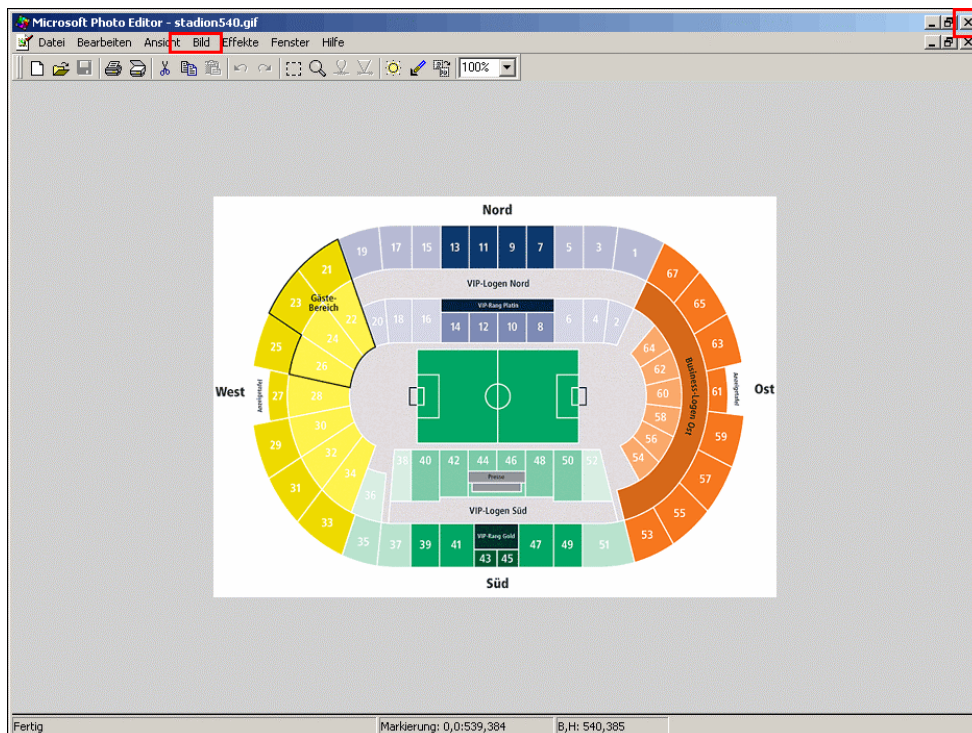 Microsoft Photo Editor - stadion540.gif
Datei Bearbeiten Ansicht Bild Effekte Fenster Hilfe
100%
Nord
19 17 15 13 11 9 7 5 3 1
21 67
23 Gäste-Bereich VIP-Logen Nord 65
VIP-Rang Platin
22 20 18 16 14 12 10 8 6 4 2
24 64 63
25 26 62
West 27 28 60 61 Ost
Anzeigetafel Business-Logen Ost Anzeigetafel
30 58 59
29 32 56
34 54 57
38 40 42 44 46 48 50 52
Presse
31 36 55
VIP-Logen Süd
33 35 37 39 41 VIP-Rang Gold 47 49 51 53
43 45
Süd
Fertig Markierung: 0,0:539,384 B,H: 540,385